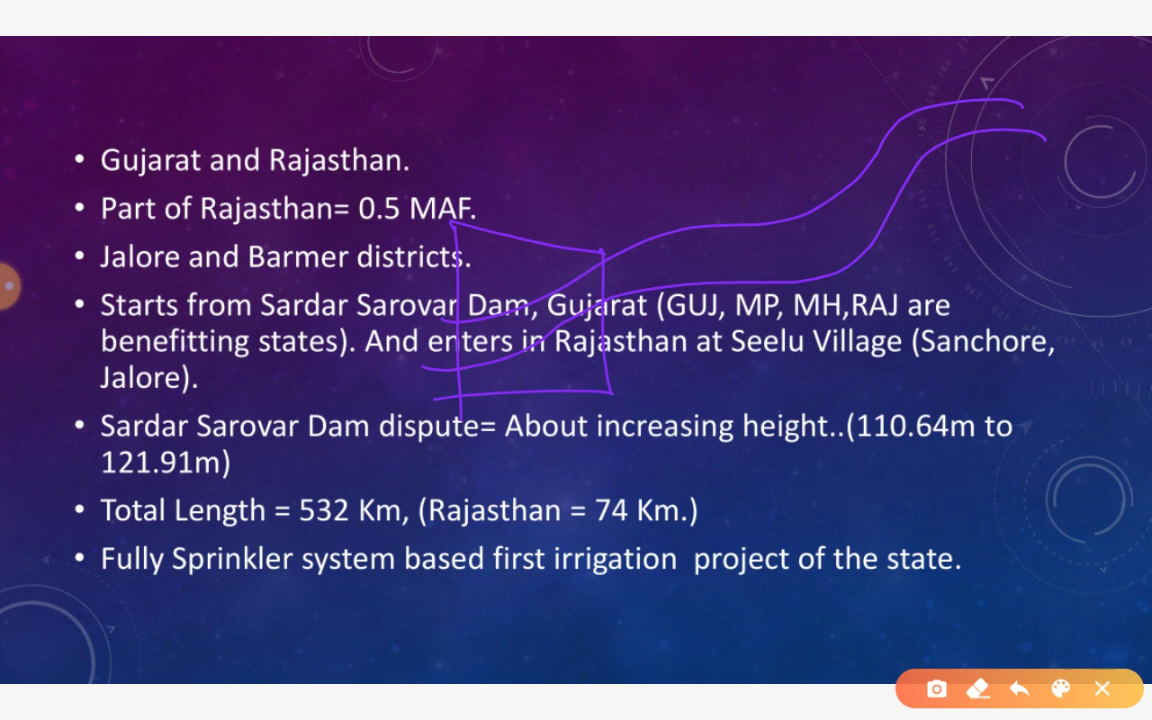 • Gujarat and Rajasthan.
• Part of Rajasthan= 0.5 MAF.
• Jalore and Barmer districts.
• Starts from Sardar Sarovar Dam, Gujarat (GUJ, MP, MH,RAJ are
benefitting states). And enters in Rajasthan at Seelu Village (Sanchore,
Jalore).
• Sardar Sarovar Dam dispute= About increasing height..(110.64m to
121.91m)
• Total Length = 532 Km, (Rajasthan = 74 Km.)
• Fully Sprinkler system based first irrigation  project of the state.